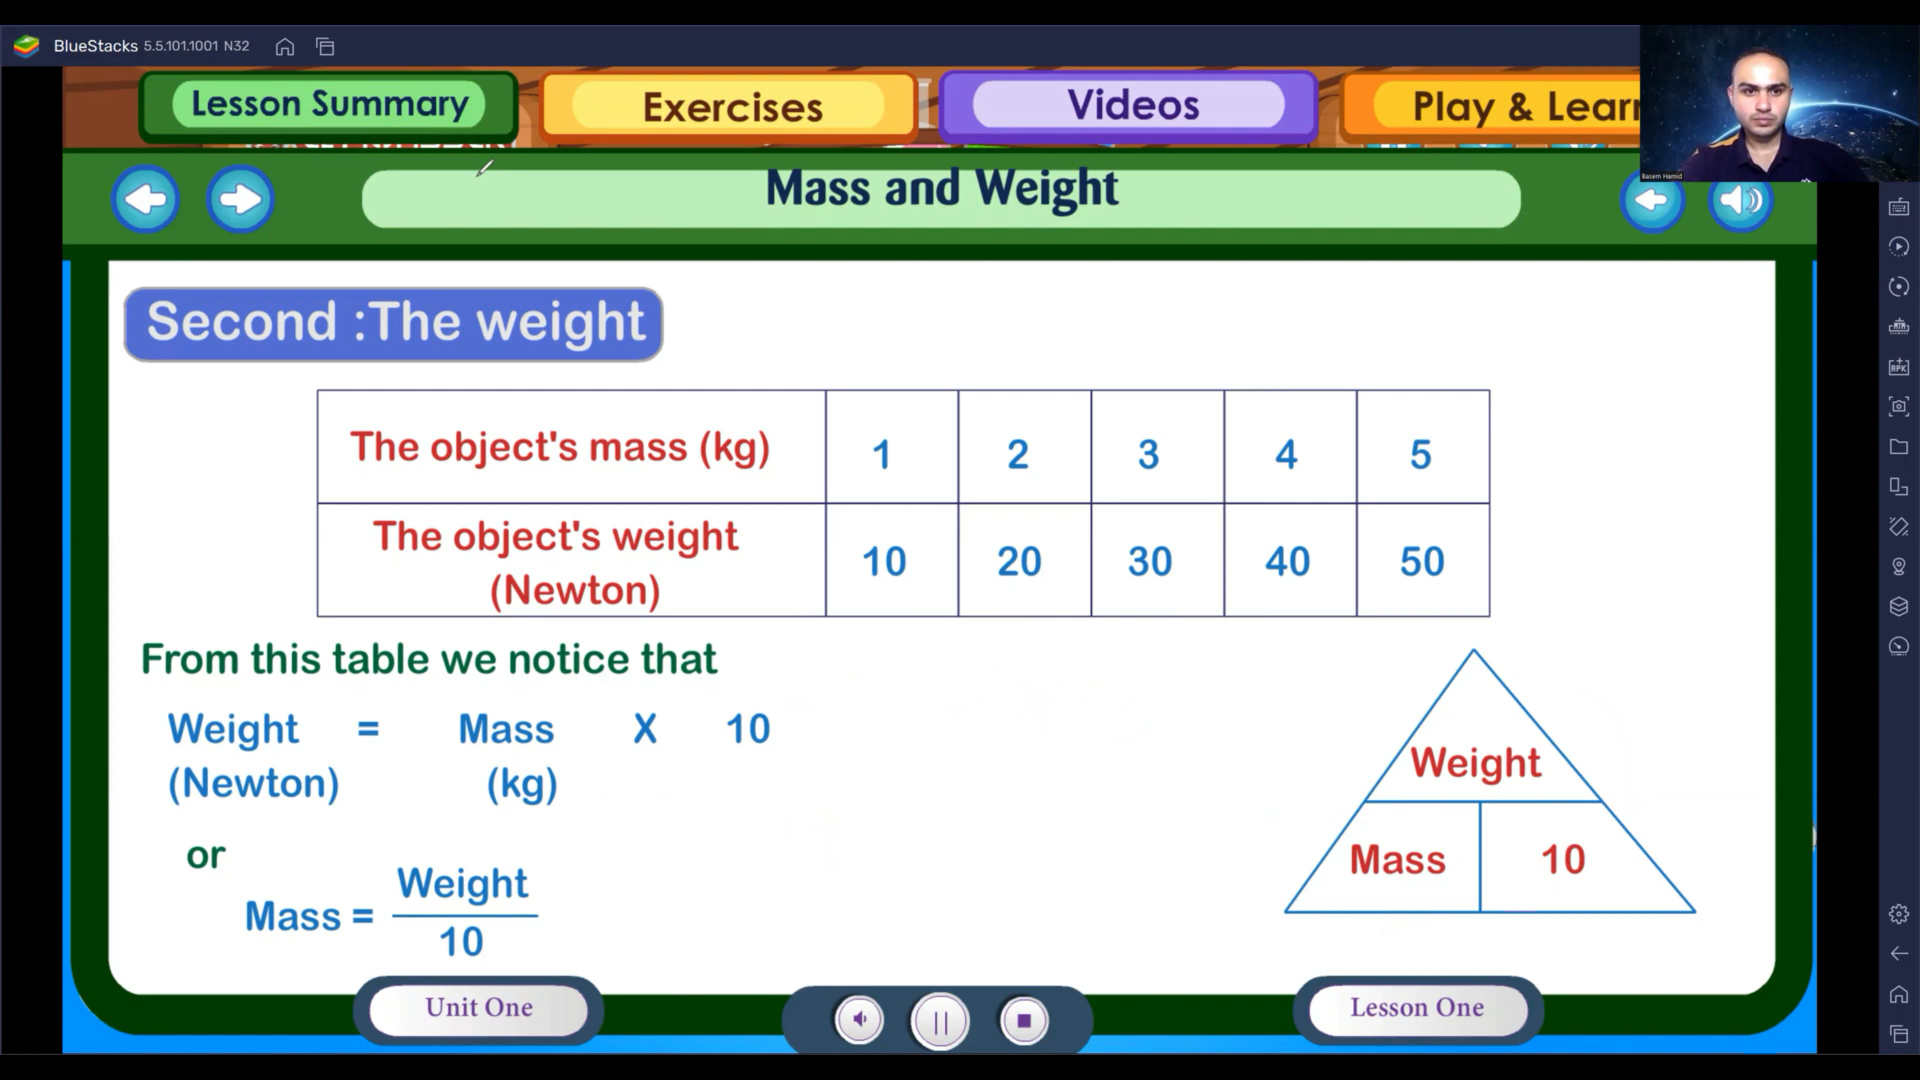 BlueStacks 5.5.101.1001 N32
Lesson Summary
Exercises
Videos
Play & Learn
Basem Hamid
Mass and Weight
Second :The weight
The object's mass (kg) 1 2 3 4 5
The object's weight (Newton) 10 20 30 40 50
From this table we notice that
Weight = Mass X 10
(Newton) (kg)
or
Mass = Weight
10
Weight
Mass 10
Unit One
Lesson One